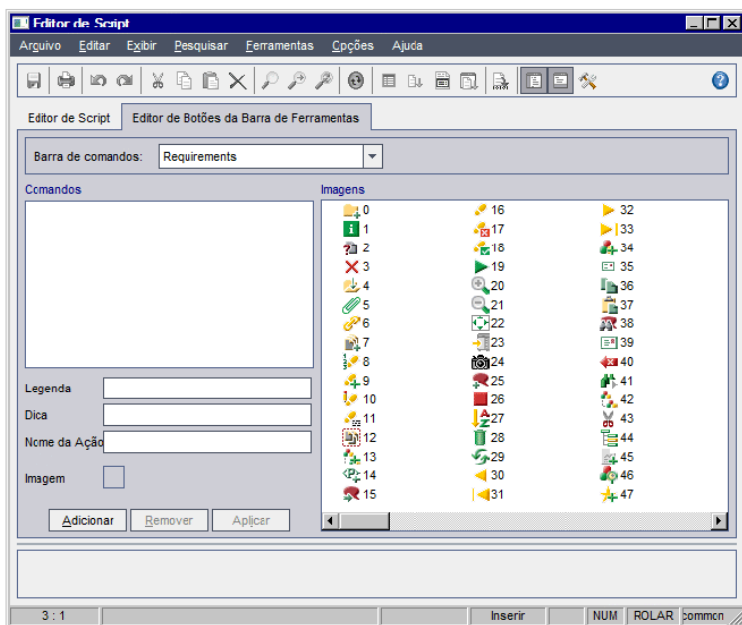 Editor de Script
Arquivo Editar Exibir Pesquisar Ferramentas Opções Ajuda
Editor de Script Editor de Botões da Barra de Ferramentas
Barra de comandos: Requirements
Comandos Imagens
0 16 32
1 17 33
2 18 34
3 19 35
4 20 36
5 21 37
6 22 38
7 23 39
8 24 40
9 25 41
10 26 42
11 27 43
12 28 44
13 29 45
14 30 46
15 31 47
Legenda
Dica
Nome da Ação
Imagem
Adicionar Remover Aplicar
3 : 1 Inserir NUM ROLAR common